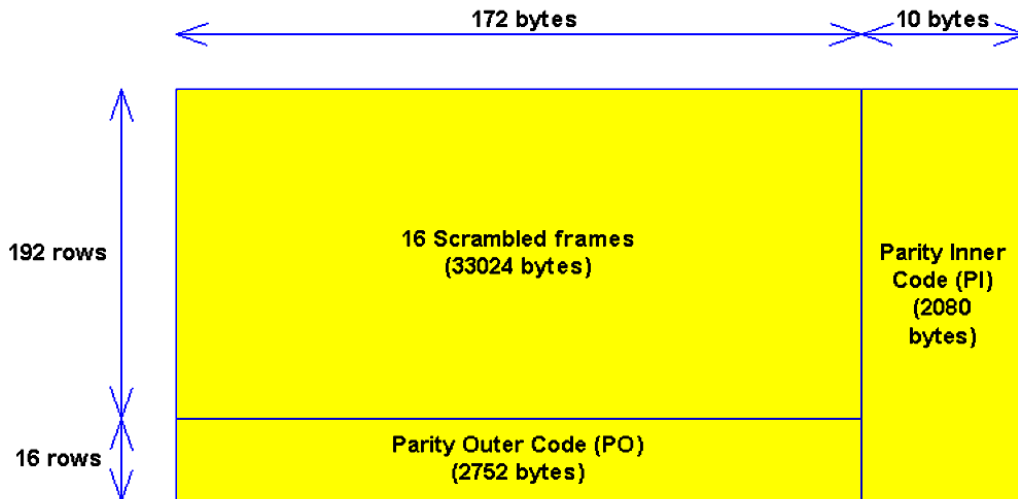 172 bytes
10 bytes
192 rows
16 Scrambled frames
(33024 bytes)
Parity Inner
Code (PI)
(2080
bytes)
16 rows
Parity Outer Code (PO)
(2752 bytes)